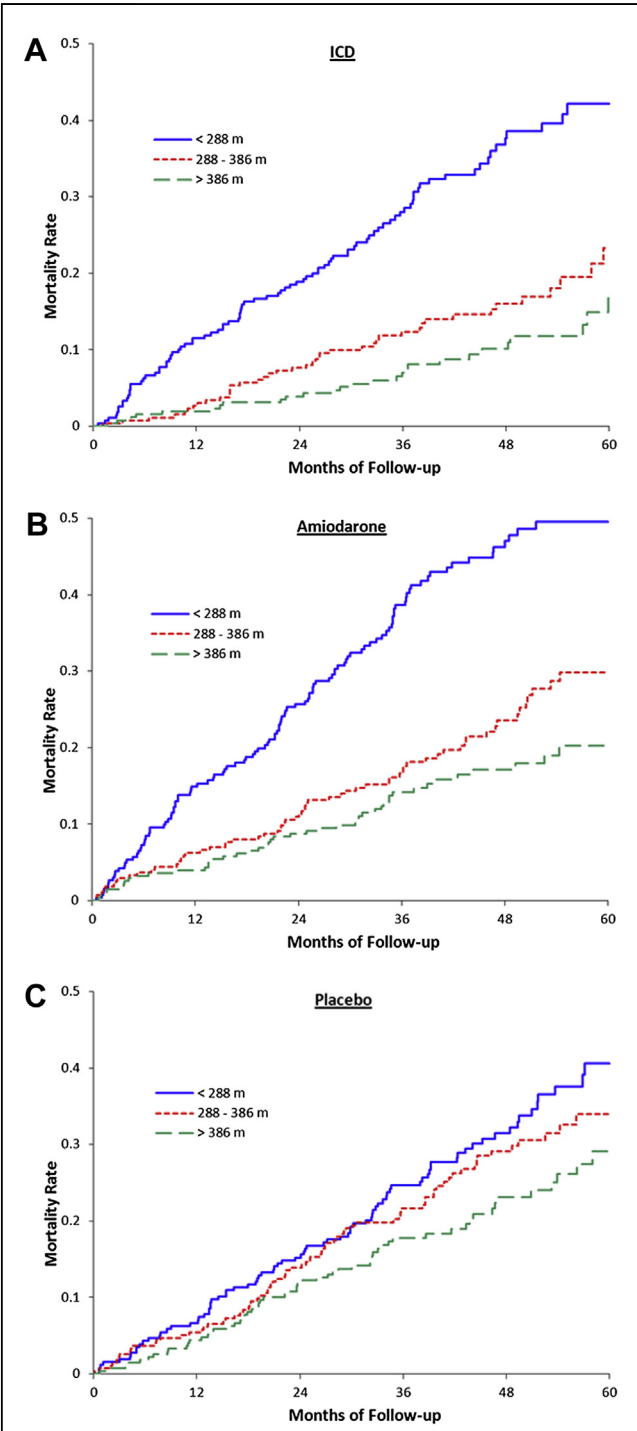 A
ICD
0.5
0.4
0.3
0.2
0.1
0
Mortality Rate
< 288 m
288 - 386 m
> 386 m
0 12 24 36 48 60
Months of Follow-up
B
Amiodarone
0.5
0.4
0.3
0.2
0.1
0
Mortality Rate
< 288 m
288 - 386 m
> 386 m
0 12 24 36 48 60
Months of Follow-up
C
Placebo
0.5
0.4
0.3
0.2
0.1
0
Mortality Rate
< 288 m
288 - 386 m
> 386 m
0 12 24 36 48 60
Months of Follow-up